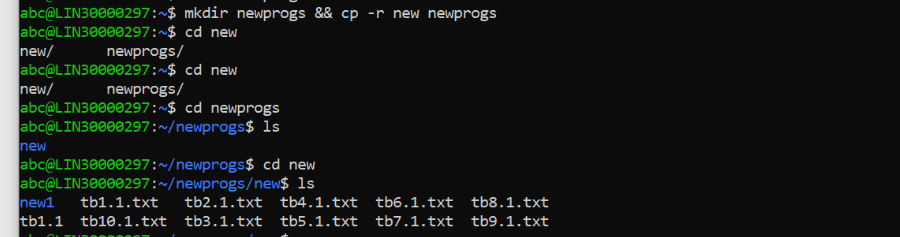 abc@LIN30000297:~$ mkdir newprogs && cp -r new newprogs
abc@LIN30000297:~$ cd new
new/      newprogs/
abc@LIN30000297:~$ cd new
new/      newprogs/
abc@LIN30000297:~$ cd newprogs
abc@LIN30000297:~/newprogs$ ls
new
abc@LIN30000297:~/newprogs$ cd new
abc@LIN30000297:~/newprogs/new$ ls
new1   tb1.1.txt   tb2.1.txt  tb4.1.txt  tb6.1.txt  tb8.1.txt
tb1.1  tb10.1.txt  tb3.1.txt  tb5.1.txt  tb7.1.txt  tb9.1.txt